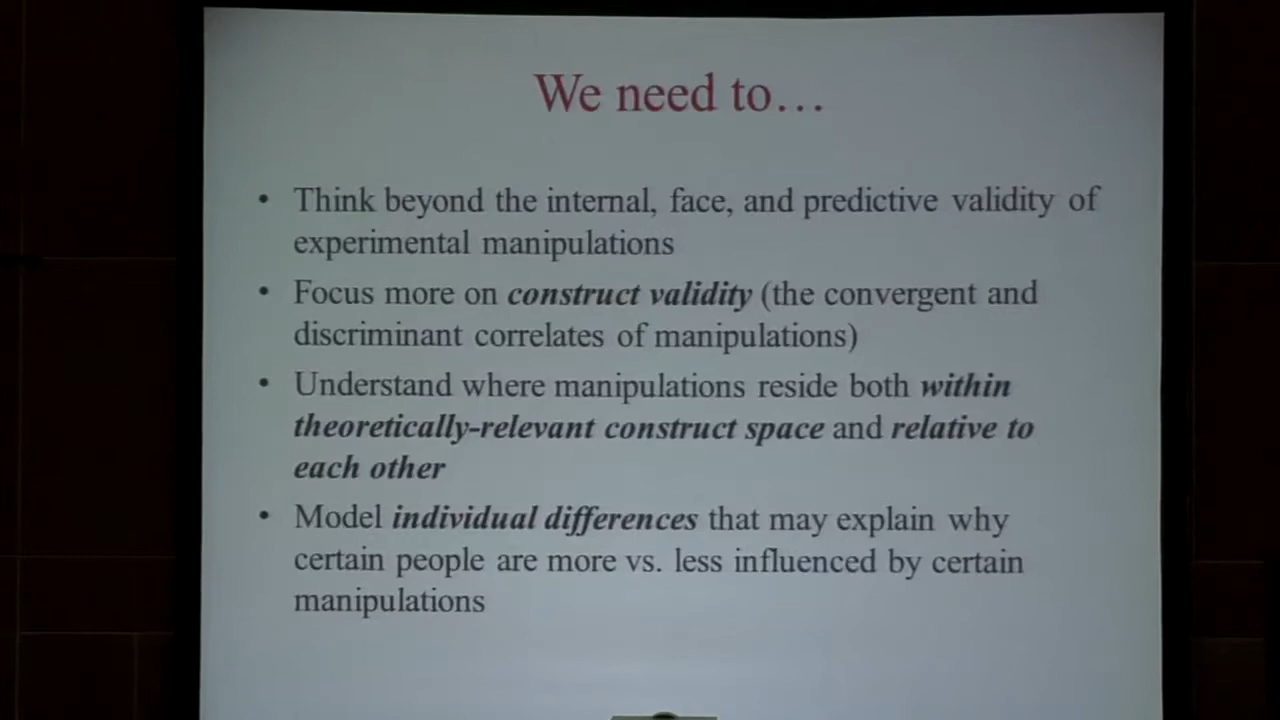 We need to…
• Think beyond the internal, face, and predictive validity of
experimental manipulations
• Focus more on construct validity (the convergent and
discriminant correlates of manipulations)
• Understand where manipulations reside both within
theoretically-relevant construct space and relative to
each other
• Model individual differences that may explain why
certain people are more vs. less influenced by certain
manipulations